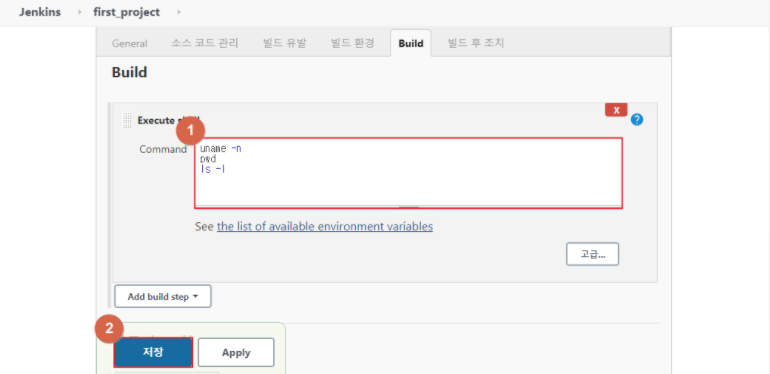 Jenkins › first_project ›
General 소스 코드 관리 빌드 유발 빌드 환경 Build 빌드 후 조치
Build
X
Execute
?
1
Command
uname -n
pwd
ls -l
See the list of available environment variables
고급...
Add build step
2
저장 Apply